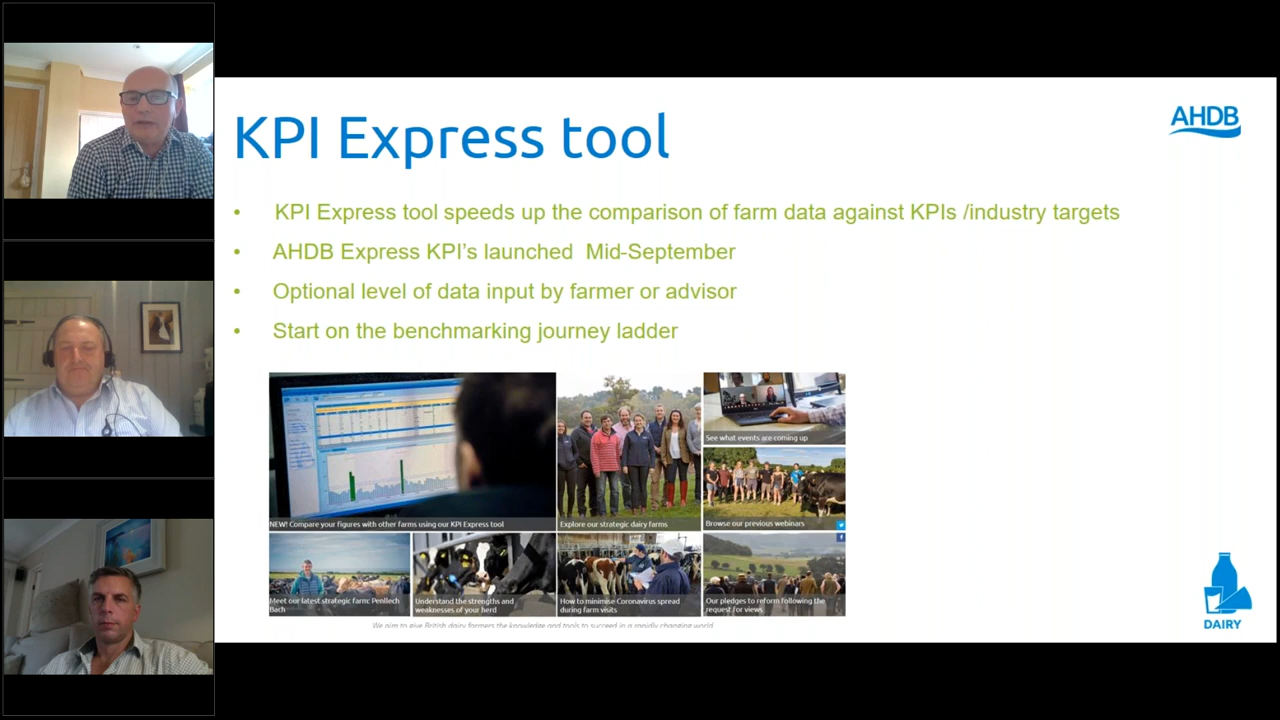 KPI Express tool
AHDB
• KPI Express tool speeds up the comparison of farm data against KPIs /industry targets
• AHDB Express KPI's launched  Mid-September
• Optional level of data input by farmer or advisor
• Start on the benchmarking journey ladder
NEW! Compare your figures with other farms using our KPI Express tool
Explore our strategic dairy farms
See what events are coming up
Browse our previous webinars
Meet our latest strategic farm: Penllech
Bach
Understand the strengths and
weaknesses of your herd
How to minimise Coronavirus spread
during farm visits
Our pledges to reform following the
request for views
We aim to give British dairy farmers the knowledge and tools to succeed in a rapidly changing world
DAIRY